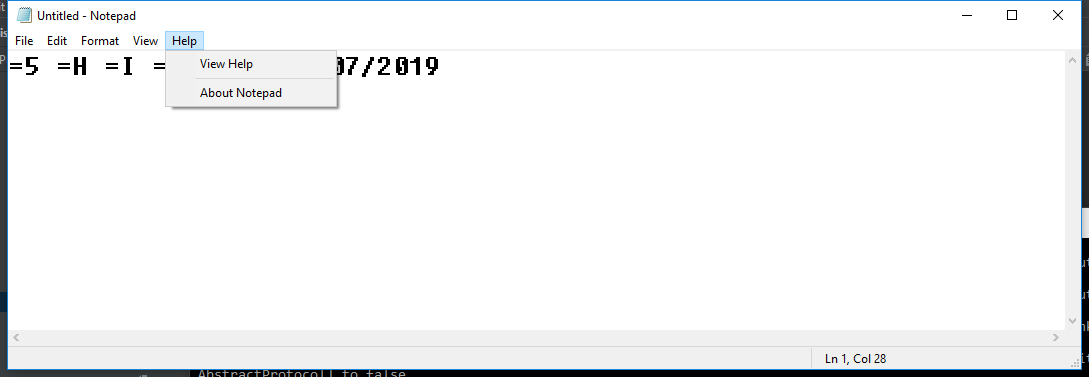 Untitled - Notepad
File Edit Format View Help
=5 =H =I = 07/2019
View Help
About Notepad
Ln 1, Col 28
AbstractProtocol] to false